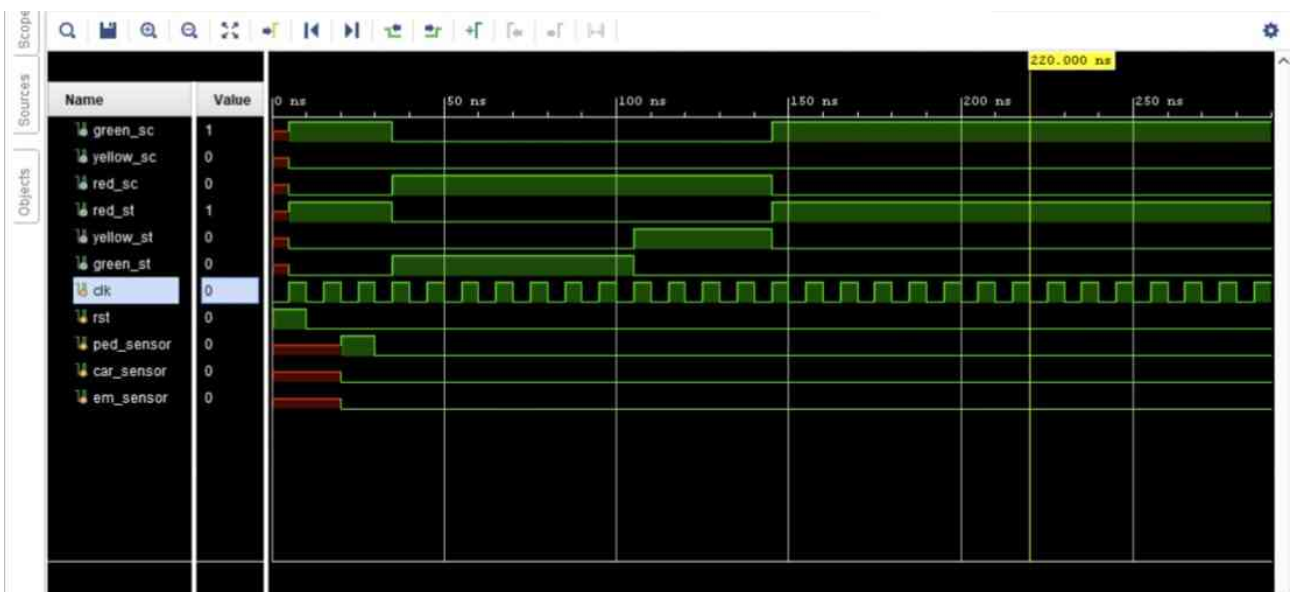 Scope
Sources
Objects
220.000 ns
Name Value 0 ns 50 ns 100 ns 150 ns 200 ns 250 ns
green_sc 1
yellow_sc 0
red_sc 0
red_st 1
yellow_st 0
green_st 0
clk 0
rst 0
ped_sensor 0
car_sensor 0
em_sensor 0